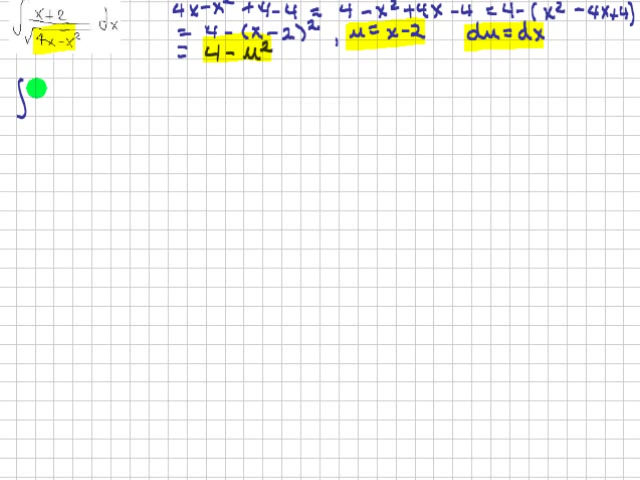 ∫ x+2 / √(4x-x²) dx
4x-x²+4-4 = 4-x²+4x-4 = 4-(x²-4x+4)
= 4-(x-2)² , u=x-2 du=dx
= 4-u²
∫